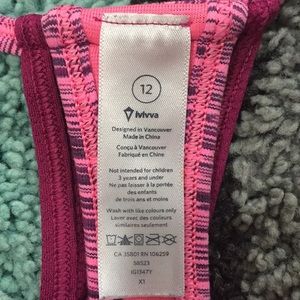 12
ivivva
Designed in Vancouver
Made in China
Conçu à Vancouver
Fabriqué en Chine
Not intended for children
3 years and under
Ne pas laisser à la portée
des enfants
de trois ans et moins
Wash with like colours only
Laver avec des couleurs
similaires seulement
CA 35801 RN 106259
58523
IG1347Y
X1